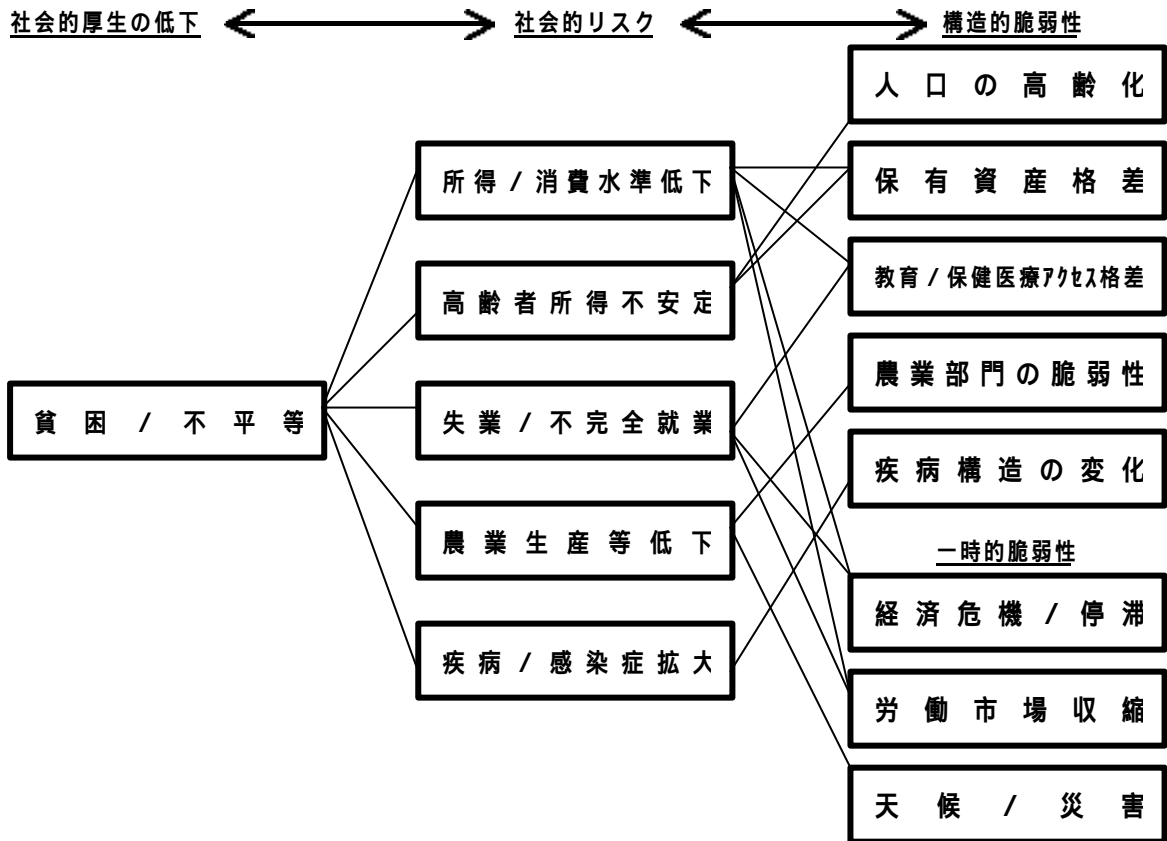 社会的厚生の低下
社会的リスク
構造的脆弱性
人口の高齢化
所得/消費水準低下
保有資産格差
高齢者所得不安定
教育/保健医療ｱｸｾｽ格差
貧困/不平等
失業/不完全就業
農業部門の脆弱性
農業生産等低下
疾病構造の変化
一時的脆弱性
疾病/感染症拡大
経済危機/停滞
労働市場収縮
天候/災害